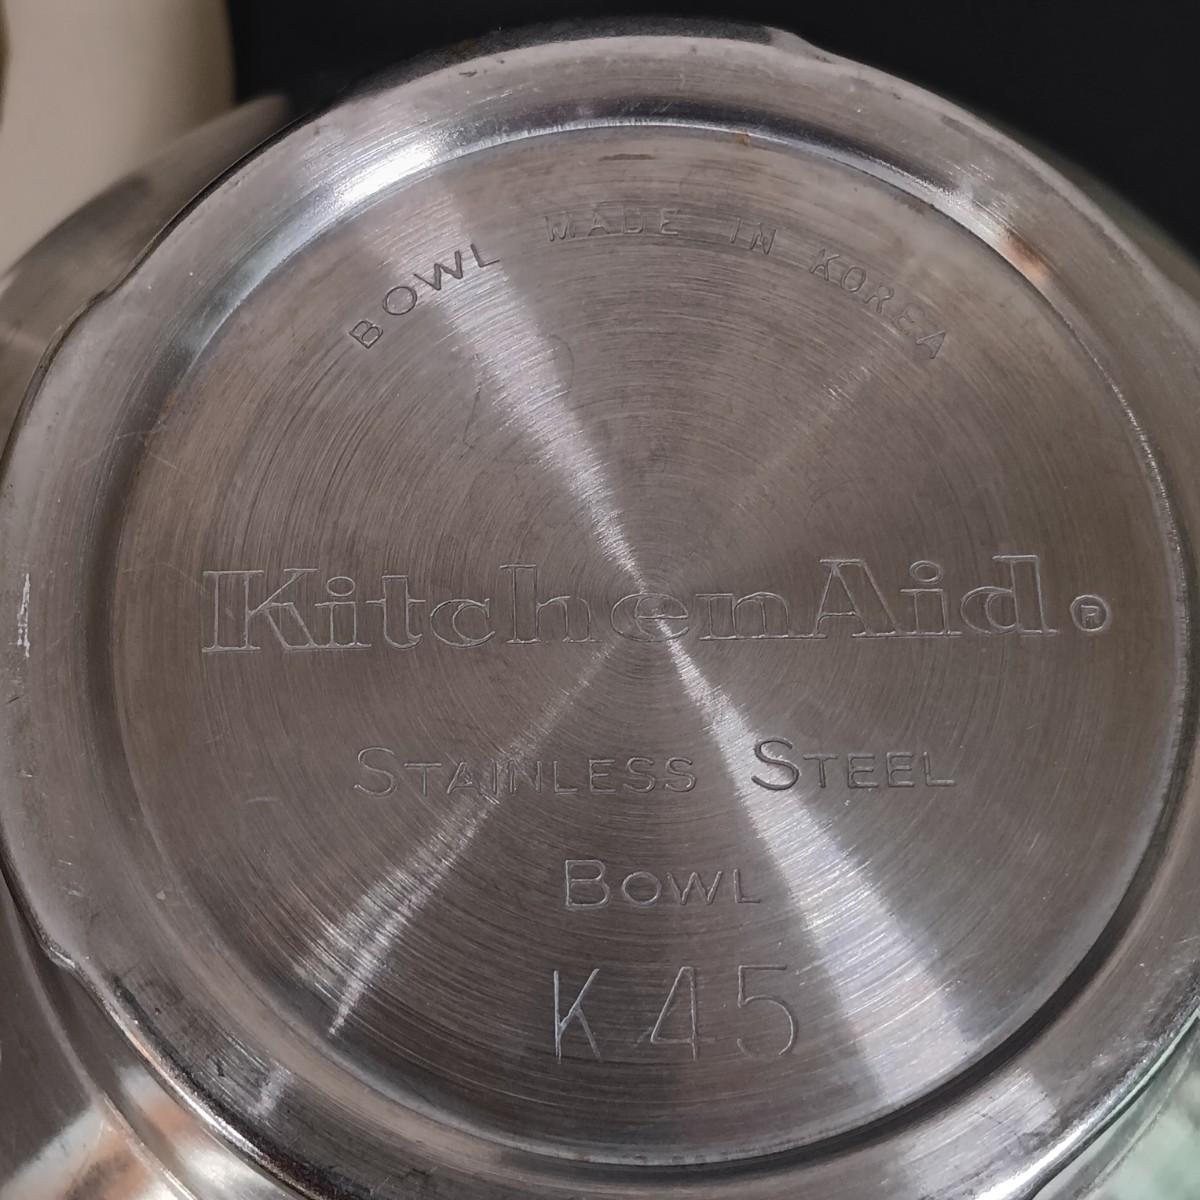 BOWL MADE IN KOREA
KitchenAid®
STAINLESS STEEL
BOWL
K45